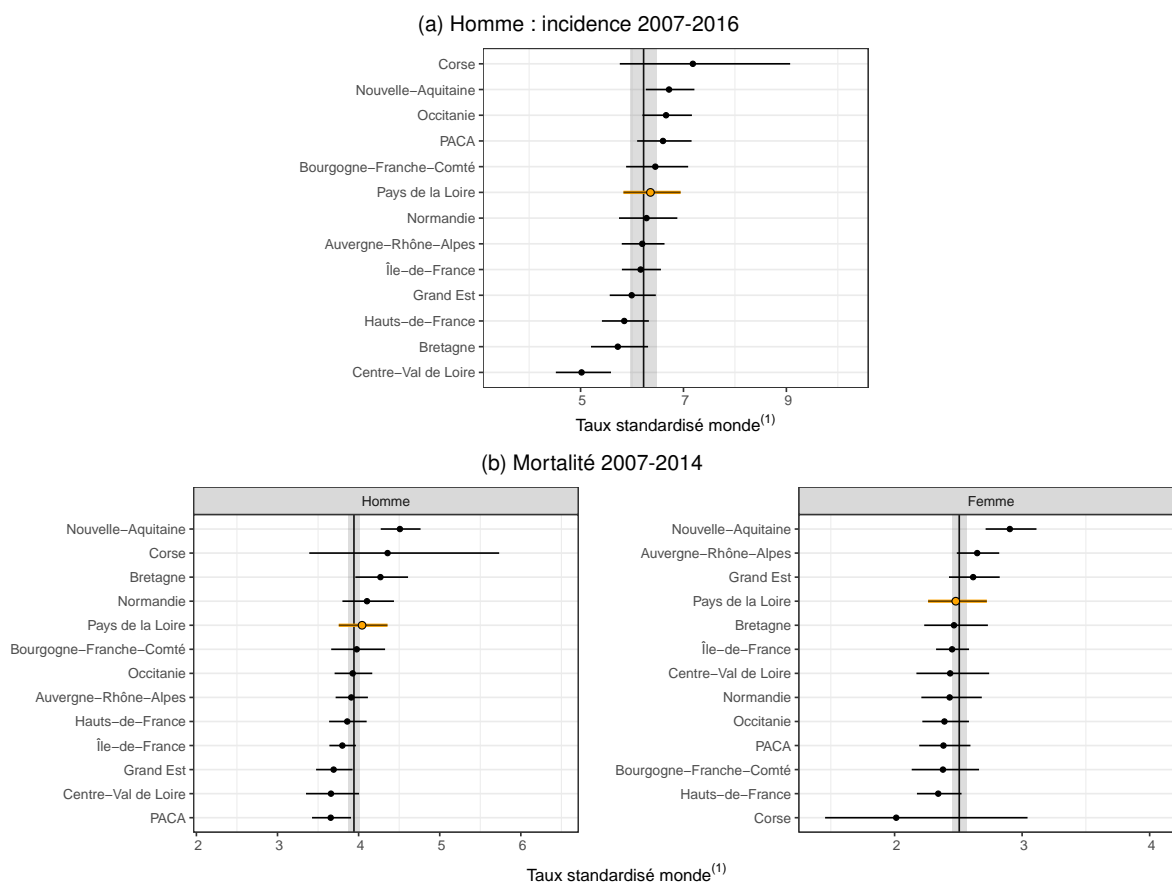 (a) Homme : incidence 2007-2016
Corse
Nouvelle−Aquitaine
Occitanie
PACA
Bourgogne−Franche−Comté
Pays de la Loire
Normandie
Auvergne−Rhône−Alpes
Île−de−France
Grand Est
Hauts−de−France
Bretagne
Centre−Val de Loire
5 7 9
Taux standardisé monde(1)
(b) Mortalité 2007-2014
Homme
Nouvelle−Aquitaine
Corse
Bretagne
Normandie
Pays de la Loire
Bourgogne−Franche−Comté
Occitanie
Auvergne−Rhône−Alpes
Hauts−de−France
Île−de−France
Grand Est
Centre−Val de Loire
PACA
2 3 4 5 6
Femme
Nouvelle−Aquitaine
Auvergne−Rhône−Alpes
Grand Est
Pays de la Loire
Bretagne
Île−de−France
Centre−Val de Loire
Normandie
Occitanie
PACA
Bourgogne−Franche−Comté
Hauts−de−France
Corse
2 3 4
Taux standardisé monde(1)